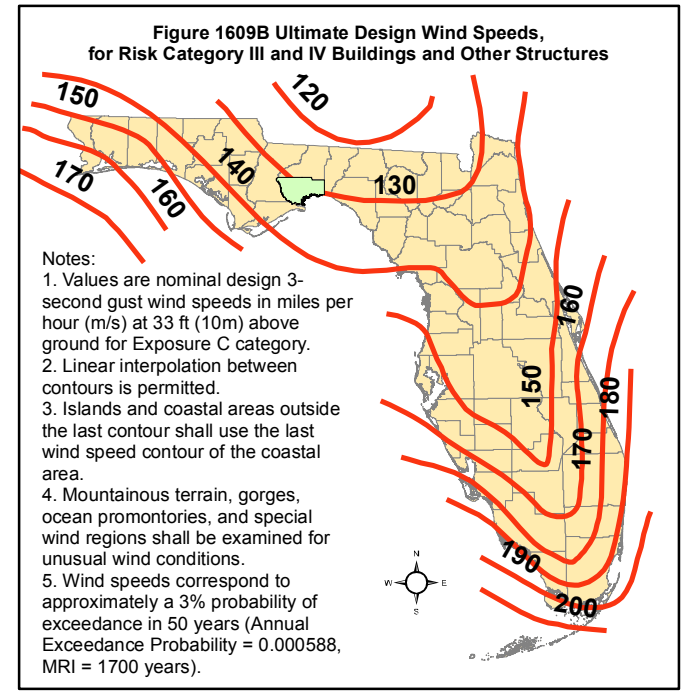 Figure 1609B Ultimate Design Wind Speeds,
for Risk Category III and IV Buildings and Other Structures
120
150
140
130
170
160
Notes:
1. Values are nominal design 3-
second gust wind speeds in miles per
hour (m/s) at 33 ft (10m) above
ground for Exposure C category.
2. Linear interpolation between
contours is permitted.
3. Islands and coastal areas outside
the last contour shall use the last
wind speed contour of the coastal
area.
4. Mountainous terrain, gorges,
ocean promontories, and special
wind regions shall be examined for
unusual wind conditions.
5. Wind speeds correspond to
approximately a 3% probability of
exceedance in 50 years (Annual
Exceedance Probability = 0.000588,
MRI = 1700 years).
160
150
180
170
190
200
N
W E
S